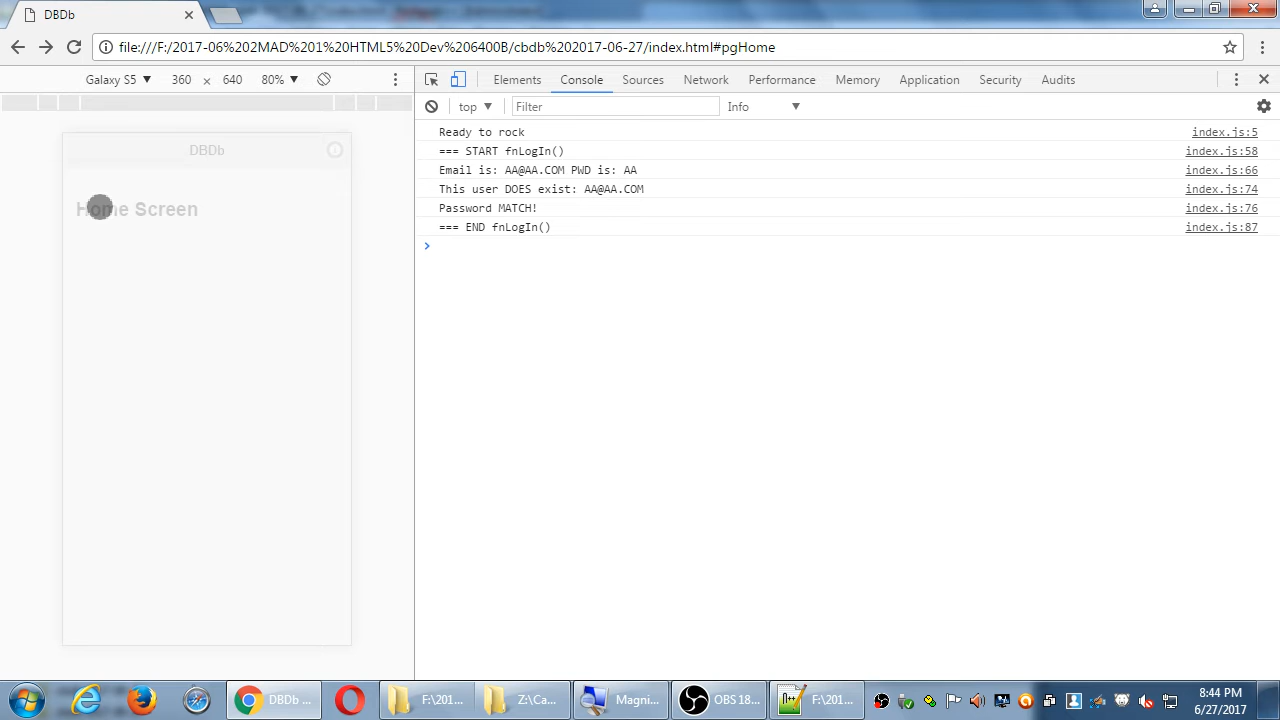 DBDb
file:///F:/2017-06%202MAD%201%20HTML5%20Dev%206400B/cbdb%202017-06-27/index.html#pgHome
Galaxy S5 ▼ 360 × 640 80% ▼
Elements Console Sources Network Performance Memory Application Security Audits
top ▼ Filter Info ▼
DBDb
Home Screen
Ready to rock index.js:5
=== START fnLogIn() index.js:58
Email is: AA@AA.COM PWD is: AA index.js:66
This user DOES exist: AA@AA.COM index.js:74
Password MATCH! index.js:76
=== END fnLogIn() index.js:87
DBDb ... F:\201... Z:\Ca... Magni... OBS 18... F:\201...
8:44 PM
6/27/2017